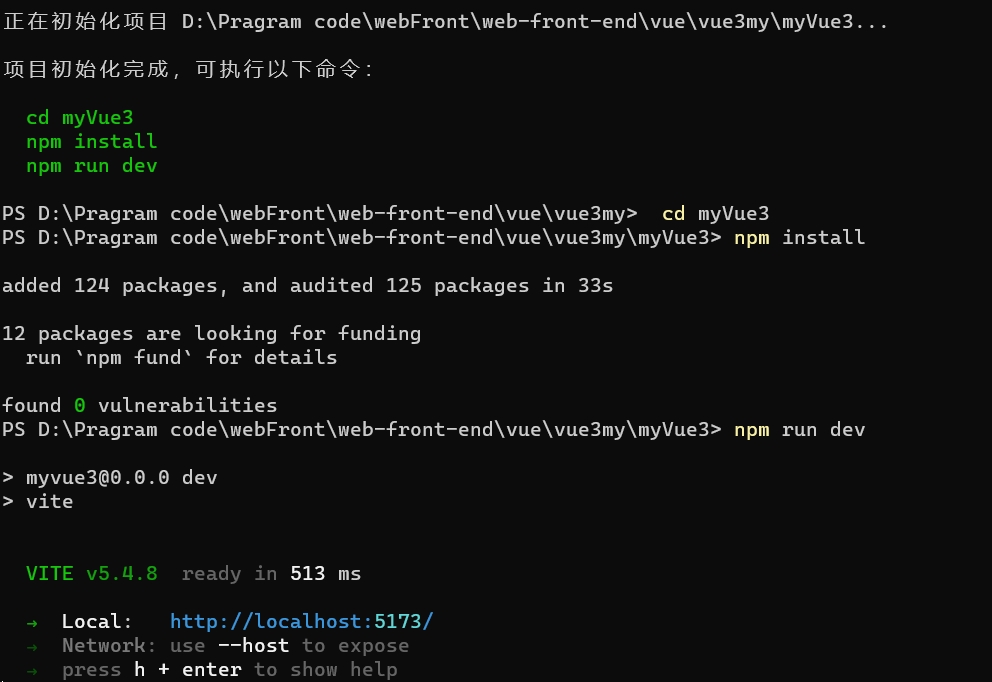 正在初始化项目 D:\Pragram code\webFront\web-front-end\vue\vue3my\myVue3...
项目初始化完成，可执行以下命令：
cd myVue3
npm install
npm run dev
PS D:\Pragram code\webFront\web-front-end\vue\vue3my>  cd myVue3
PS D:\Pragram code\webFront\web-front-end\vue\vue3my\myVue3> npm install
added 124 packages, and audited 125 packages in 33s
12 packages are looking for funding
run `npm fund` for details
found 0 vulnerabilities
PS D:\Pragram code\webFront\web-front-end\vue\vue3my\myVue3> npm run dev
> myvue3@0.0.0 dev
> vite
VITE v5.4.8  ready in 513 ms
➜  Local:   http://localhost:5173/
➜  Network: use --host to expose
➜  press h + enter to show help